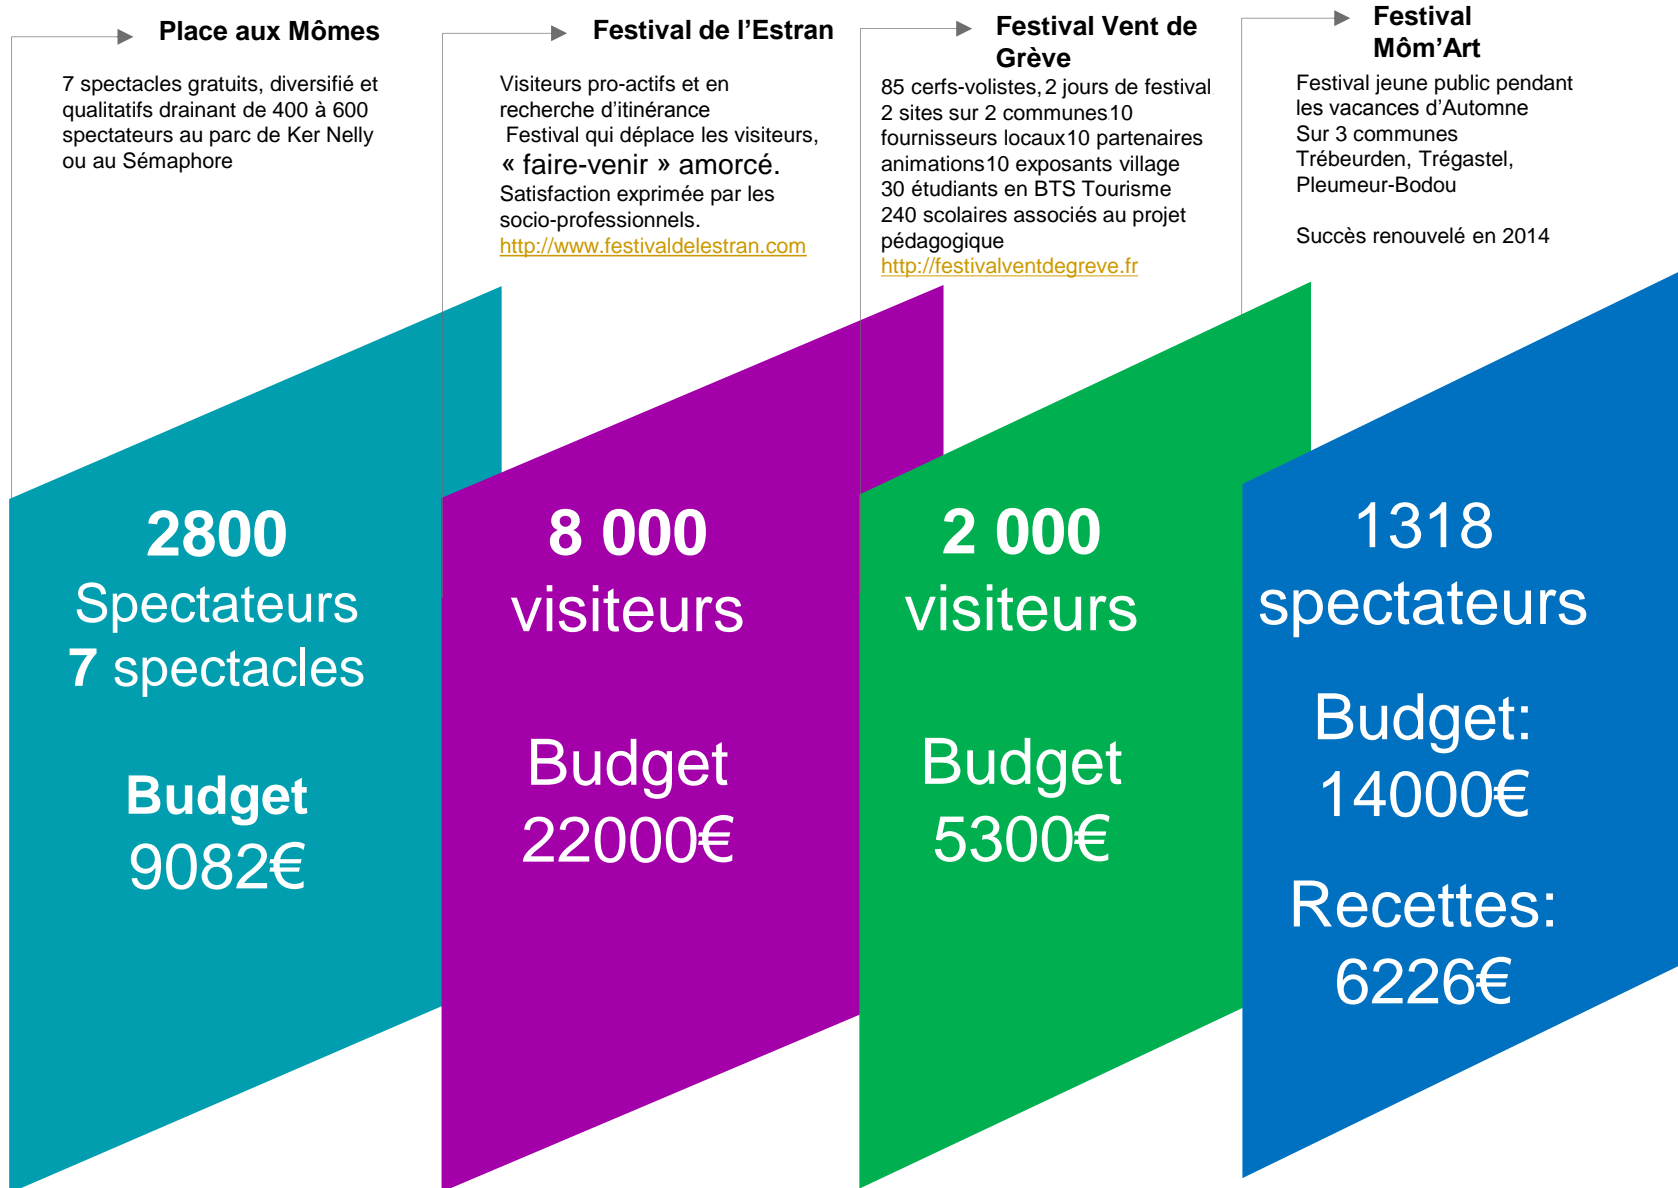 Place aux Mômes
7 spectacles gratuits, diversifié et
qualitatifs drainant de 400 à 600
spectateurs au parc de Ker Nelly
ou au Sémaphore
2800
Spectateurs
7 spectacles
Budget
9082€
Festival de l’Estran
Visiteurs pro-actifs et en
recherche d’itinérance
Festival qui déplace les visiteurs,
« faire-venir » amorcé.
Satisfaction exprimée par les
socio-professionnels.
http://www.festivaldelestran.com
8 000
visiteurs
Budget
22000€
Festival Vent de
Grève
85 cerfs-volistes, 2 jours de festival
2 sites sur 2 communes10
fournisseurs locaux10 partenaires
animations10 exposants village
30 étudiants en BTS Tourisme
240 scolaires associés au projet
pédagogique
http://festivalventdegreve.fr
2 000
visiteurs
Budget
5300€
Festival
Môm’Art
Festival jeune public pendant
les vacances d’Automne
Sur 3 communes
Trébeurden, Trégastel,
Pleumeur-Bodou
Succès renouvelé en 2014
1318
spectateurs
Budget:
14000€
Recettes:
6226€